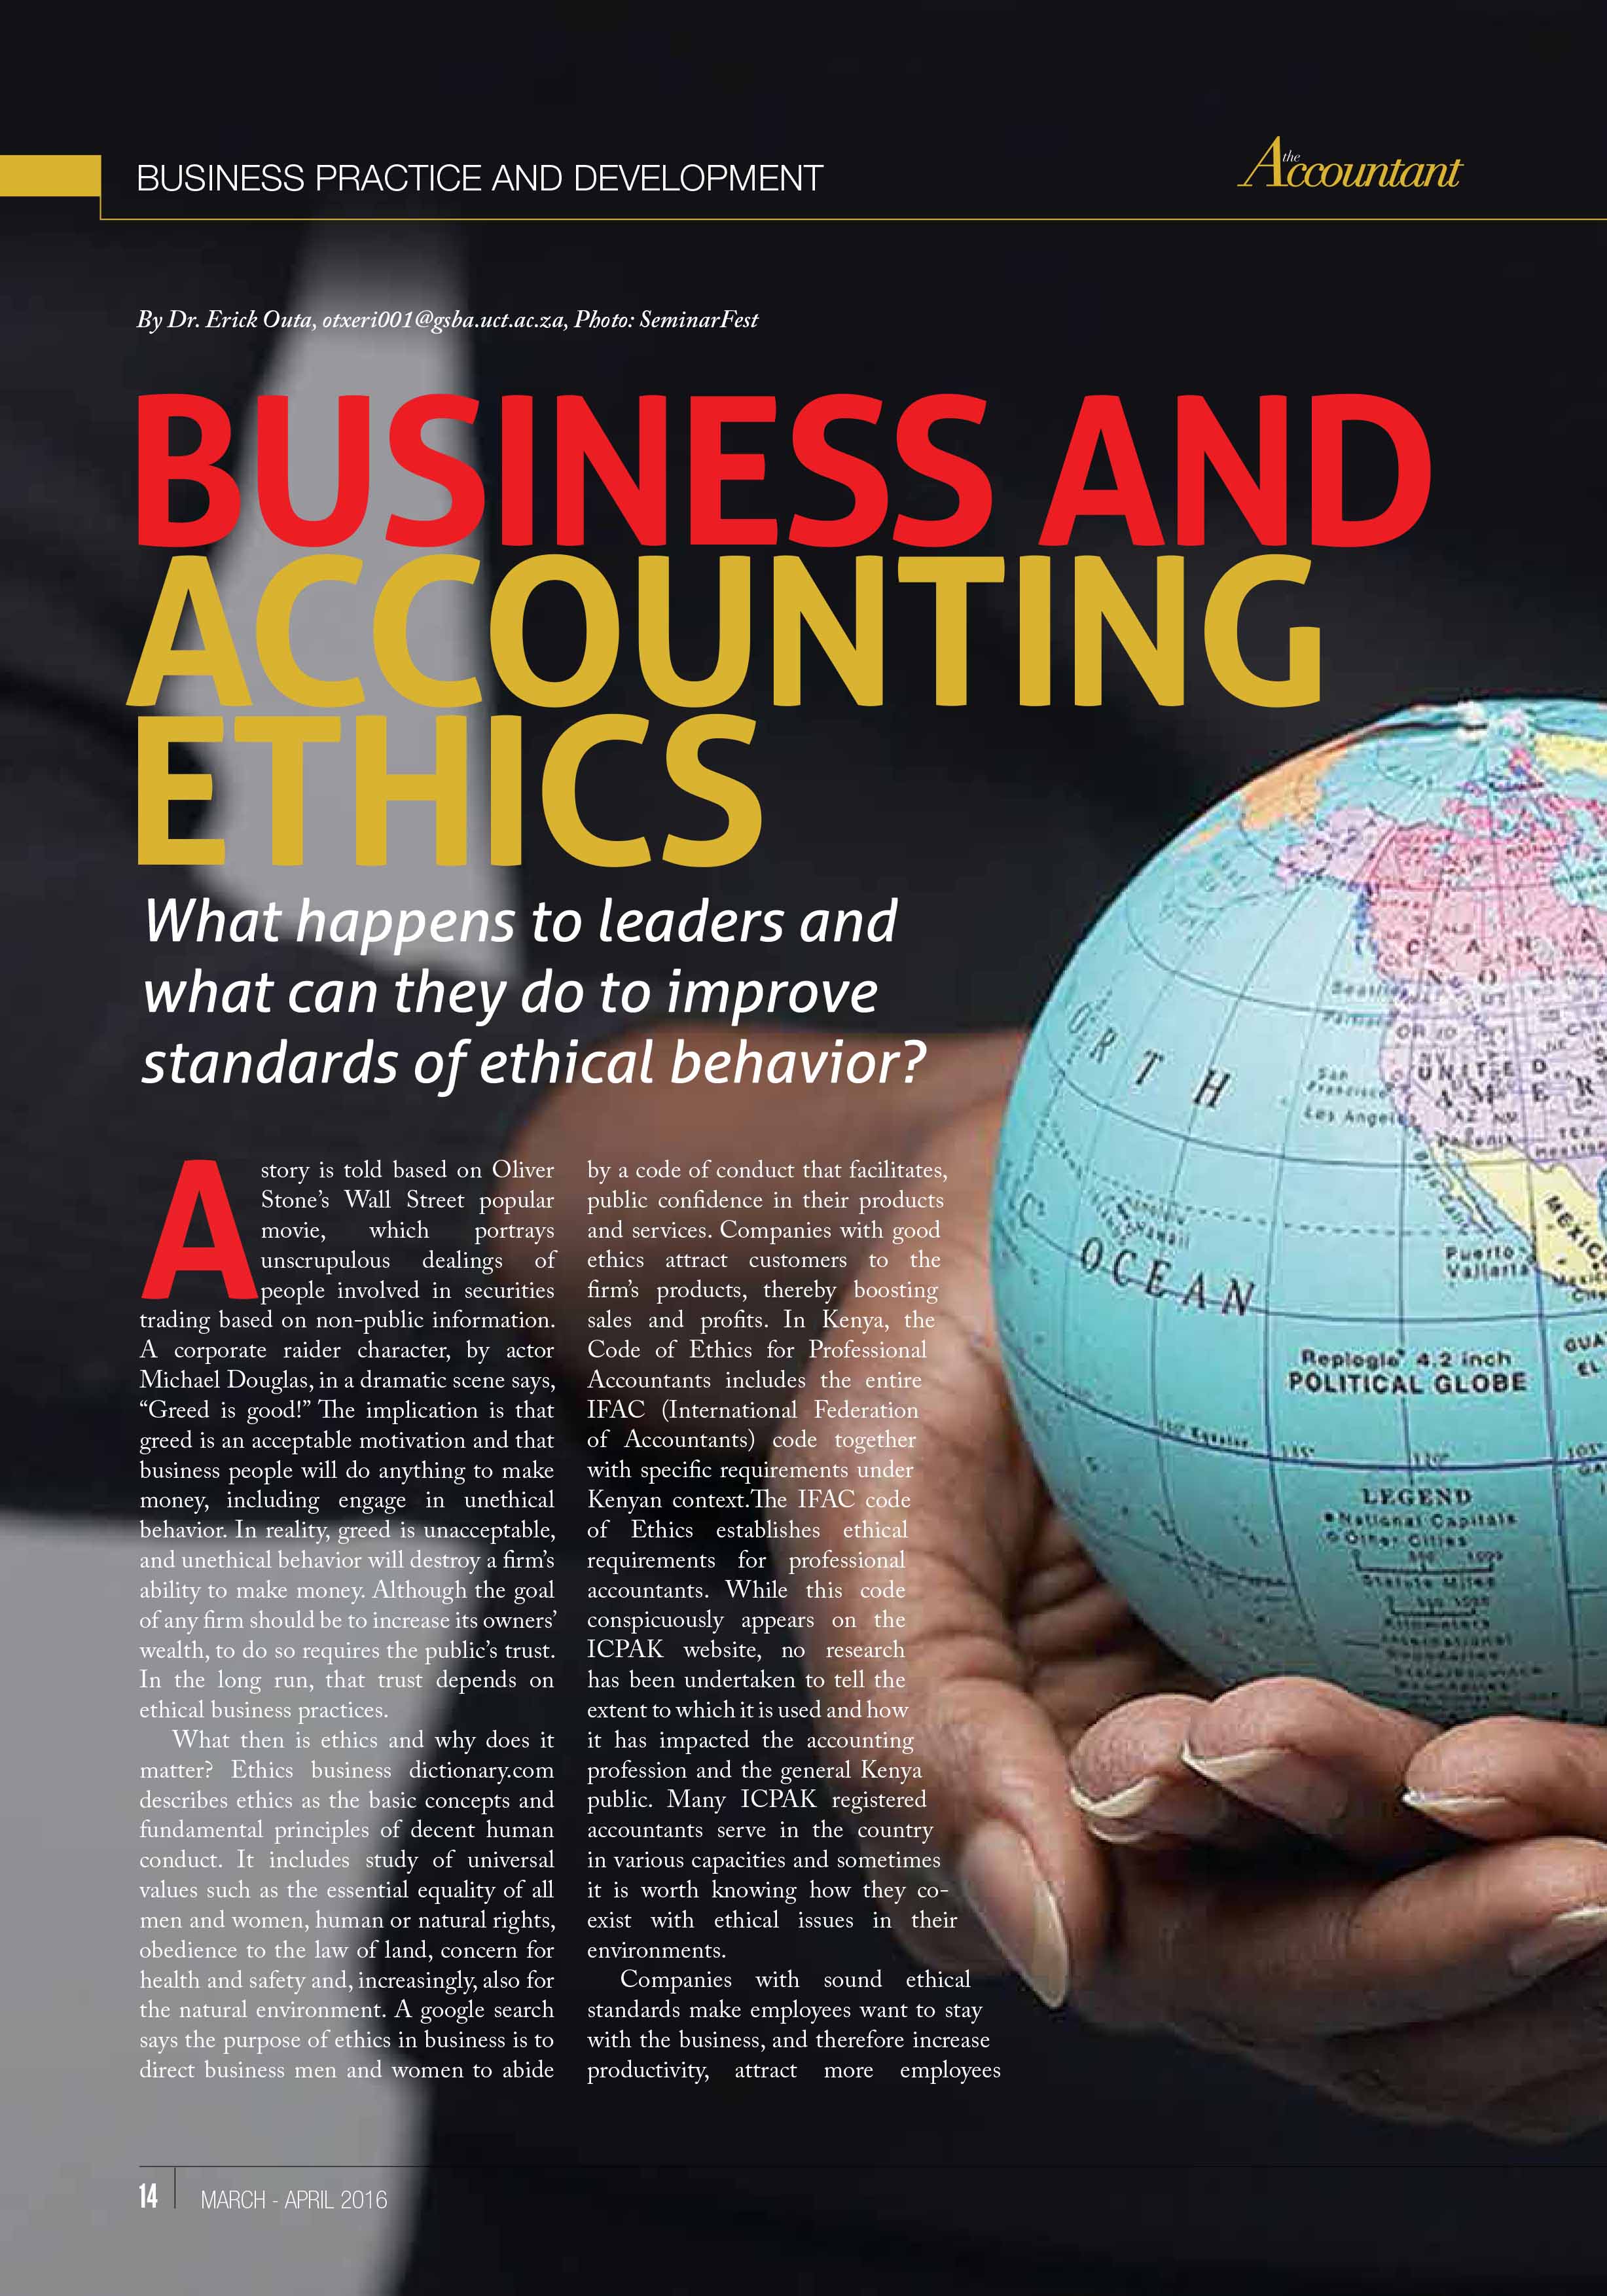 BUSINESS PRACTICE AND DEVELOPMENT
the Accountant
By Dr. Erick Outa, otxeri001@gsba.uct.ac.za, Photo: SeminarFest
BUSINESS AND
ACCOUNTING
ETHICS
What happens to leaders and
what can they do to improve
standards of ethical behavior?
A story is told based on Oliver
Stone’s Wall Street popular
movie, which portrays
unscrupulous dealings of
people involved in securities
trading based on non-public information.
A corporate raider character, by actor
Michael Douglas, in a dramatic scene says,
“Greed is good!” The implication is that
greed is an acceptable motivation and that
business people will do anything to make
money, including engage in unethical
behavior. In reality, greed is unacceptable,
and unethical behavior will destroy a firm’s
ability to make money. Although the goal
of any firm should be to increase its owners’
wealth, to do so requires the public’s trust.
In the long run, that trust depends on
ethical business practices.
What then is ethics and why does it
matter? Ethics business dictionary.com
describes ethics as the basic concepts and
fundamental principles of decent human
conduct. It includes study of universal
values such as the essential equality of all
men and women, human or natural rights,
obedience to the law of land, concern for
health and safety and, increasingly, also for
the natural environment. A google search
says the purpose of ethics in business is to
direct business men and women to abide
by a code of conduct that facilitates,
public confidence in their products
and services. Companies with good
ethics attract customers to the
firm’s products, thereby boosting
sales and profits. In Kenya, the
Code of Ethics for Professional
Accountants includes the entire
IFAC (International Federation
of Accountants) code together
with specific requirements under
Kenyan context.The IFAC code
of Ethics establishes ethical
requirements for professional
accountants. While this code
conspicuously appears on the
ICPAK website, no research
has been undertaken to tell the
extent to which it is used and how
it has impacted the accounting
profession and the general Kenya
public. Many ICPAK registered
accountants serve in the country
in various capacities and sometimes
it is worth knowing how they co-
exist with ethical issues in their
environments.
Companies with sound ethical
standards make employees want to stay
with the business, and therefore increase
productivity, attract more employees
ORTH
OCEAN
San
Francisco
Los Angeles
Phoenix
UNITED
MEXIC
Puerto
Vallarta
Replogle 4.2 inch
POLITICAL GLOBE
Equator
LEGEND
National Capitals
Other Cities
Statute Miles
Kilometers
14
MARCH - APRIL 2016